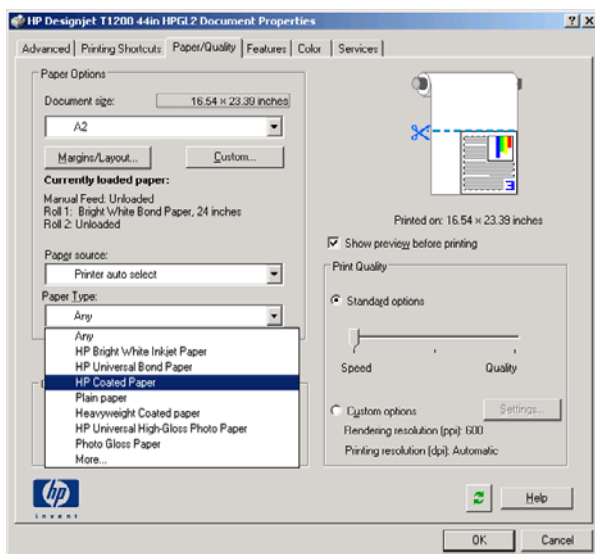 HP Designjet T1200 44in HPGL2 Document Properties
Advanced Printing Shortcuts Paper/Quality Features Color Services
Paper Options
Document size: 16.54 × 23.39 inches
A2
Margins/Layout... Custom...
Currently loaded paper:
Manual Feed: Unloaded
Roll 1: Bright White Bond Paper, 24 inches
Roll 2: Unloaded
Paper source:
Printer auto select
Paper Type:
Any
Any
HP Bright White Inkjet Paper
HP Universal Bond Paper
HP Coated Paper
Plain paper
Heavyweight Coated paper
HP Universal High-Gloss Photo Paper
Photo Gloss Paper
More...
3
Printed on: 16.54 × 23.39 inches
Show preview before printing
Print Quality
Standard options
Speed Quality
Custom options Settings...
Rendering resolution (ppi): 600
Printing resolution (dpi): Automatic
hp
invent
Help
OK Cancel